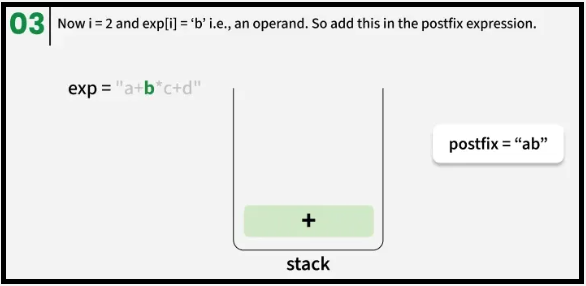 03 Now i = 2 and exp[i] = ‘b’ i.e., an operand. So add this in the postfix expression.
exp = "a+b*c+d"
postfix = “ab”
+
stack